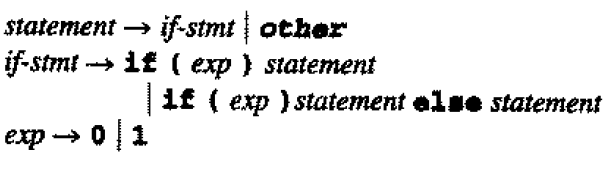 statement → if-stmt | other
if-stmt → if ( exp ) statement
| if ( exp ) statement else statement
exp → 0 | 1